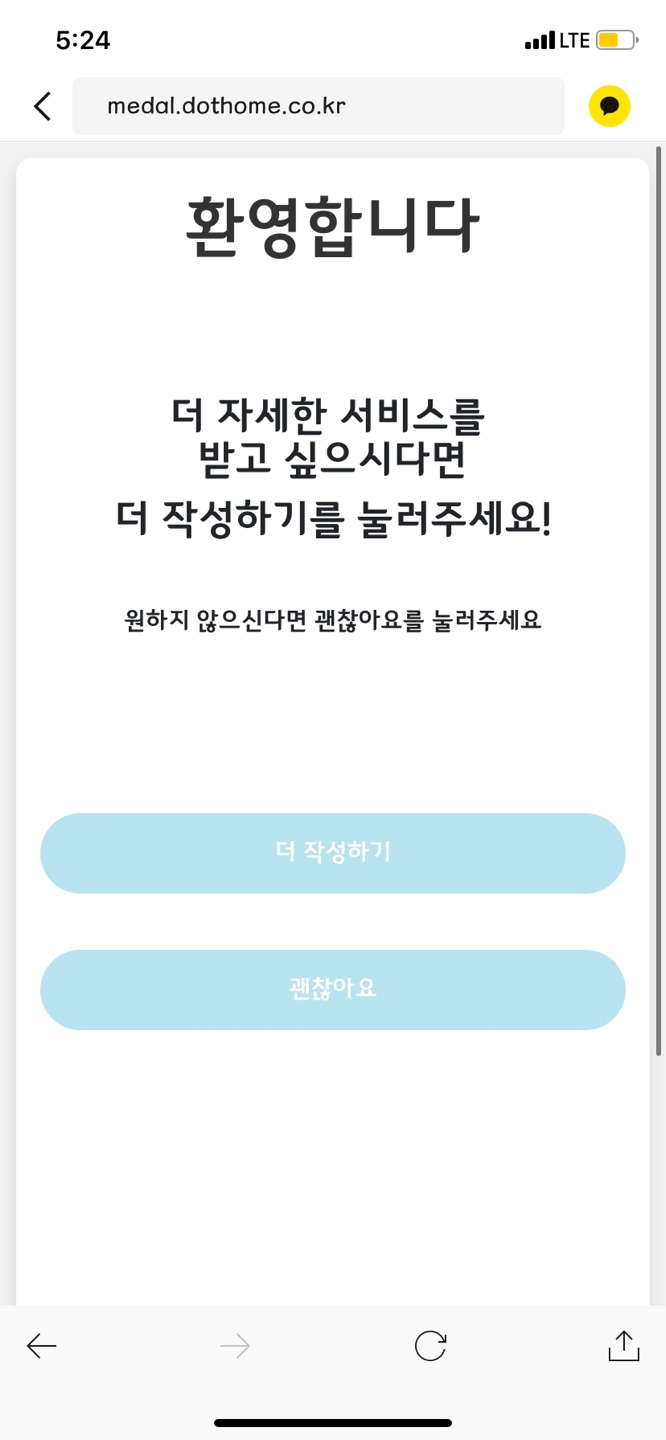 5:24
LTE
medal.dothome.co.kr
환영합니다
더 자세한 서비스를
받고 싶으시다면
더 작성하기를 눌러주세요!
원하지 않으신다면 괜찮아요를 눌러주세요
더 작성하기
괜찮아요